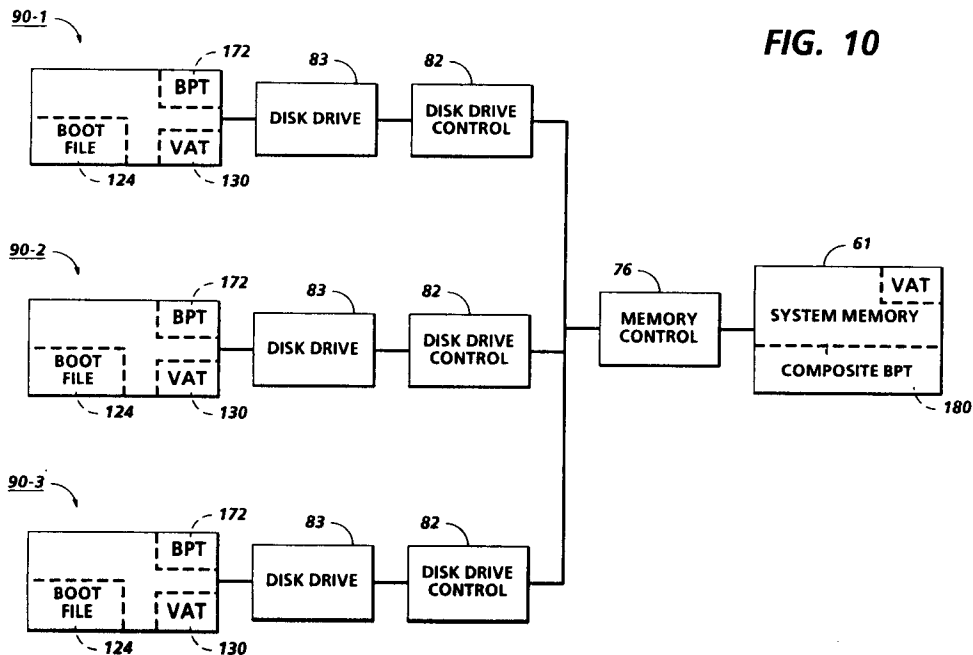 FIG. 10
90-1
172
83
82
BPT
DISK DRIVE
DISK DRIVE
CONTROL
BOOT
FILE
VAT
124
130
90-2
172
83
82
76
61
BPT
DISK DRIVE
DISK DRIVE
CONTROL
MEMORY
CONTROL
VAT
SYSTEM MEMORY
BOOT
FILE
VAT
COMPOSITE BPT
124
130
180
90-3
172
83
82
BPT
DISK DRIVE
DISK DRIVE
CONTROL
BOOT
FILE
VAT
124
130